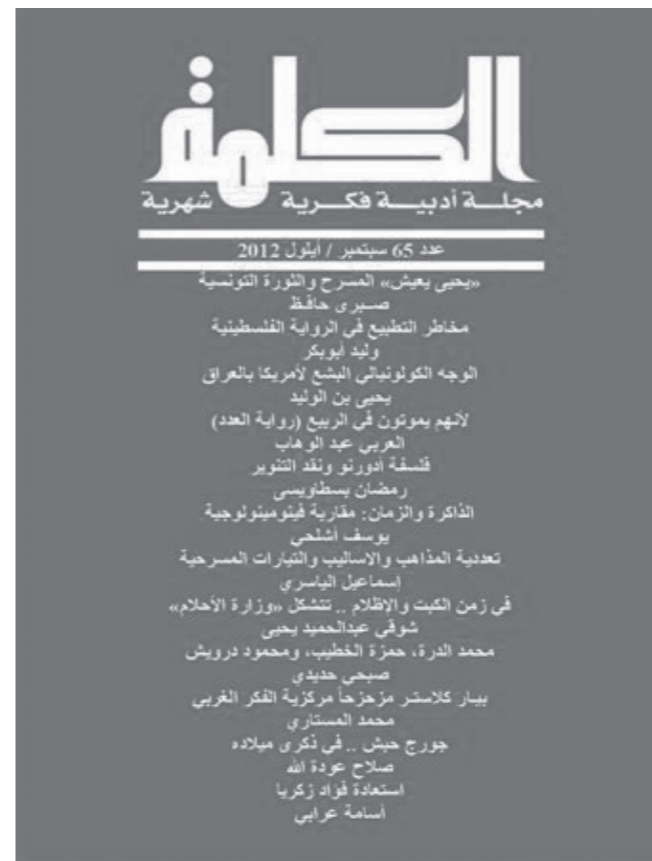 الكلمة
مجلة أدبية فكرية شهرية
عدد 65 سبتمبر / أيلول 2012
«يحيى يعيش» المسرح والثورة التونسية
صبرى حافظ
مخاطر التطبيع في الرواية الفلسطينية
وليد أبوبكر
الوجه الكولونيالي البشع لأمريكا بالعراق
يحيى بن الوليد
لأنهم يموتون في الربيع (رواية العدد)
العربي عبد الوهاب
فلسفة أدورنو ونقد التنوير
رمضان بسطاويسى
الذاكرة والزمان: مقاربة فينومينولوجية
يوسف أشلحي
تعددية المذاهب والاساليب والتيارات المسرحية
إسماعيل الياسري
في زمن الكبت والإظلام .. تتشكل «وزارة الأحلام»
شوقي عبدالحميد يحيى
محمد الدرة، حمزة الخطيب، ومحمود درويش
صبحي حديدي
بيار كلاستر مزحزحاً مركزية الفكر الغربي
محمد المستاري
جورج حبش .. في ذكرى ميلاده
صلاح عودة الله
استعادة فؤاد زكريا
أسامة عرابي